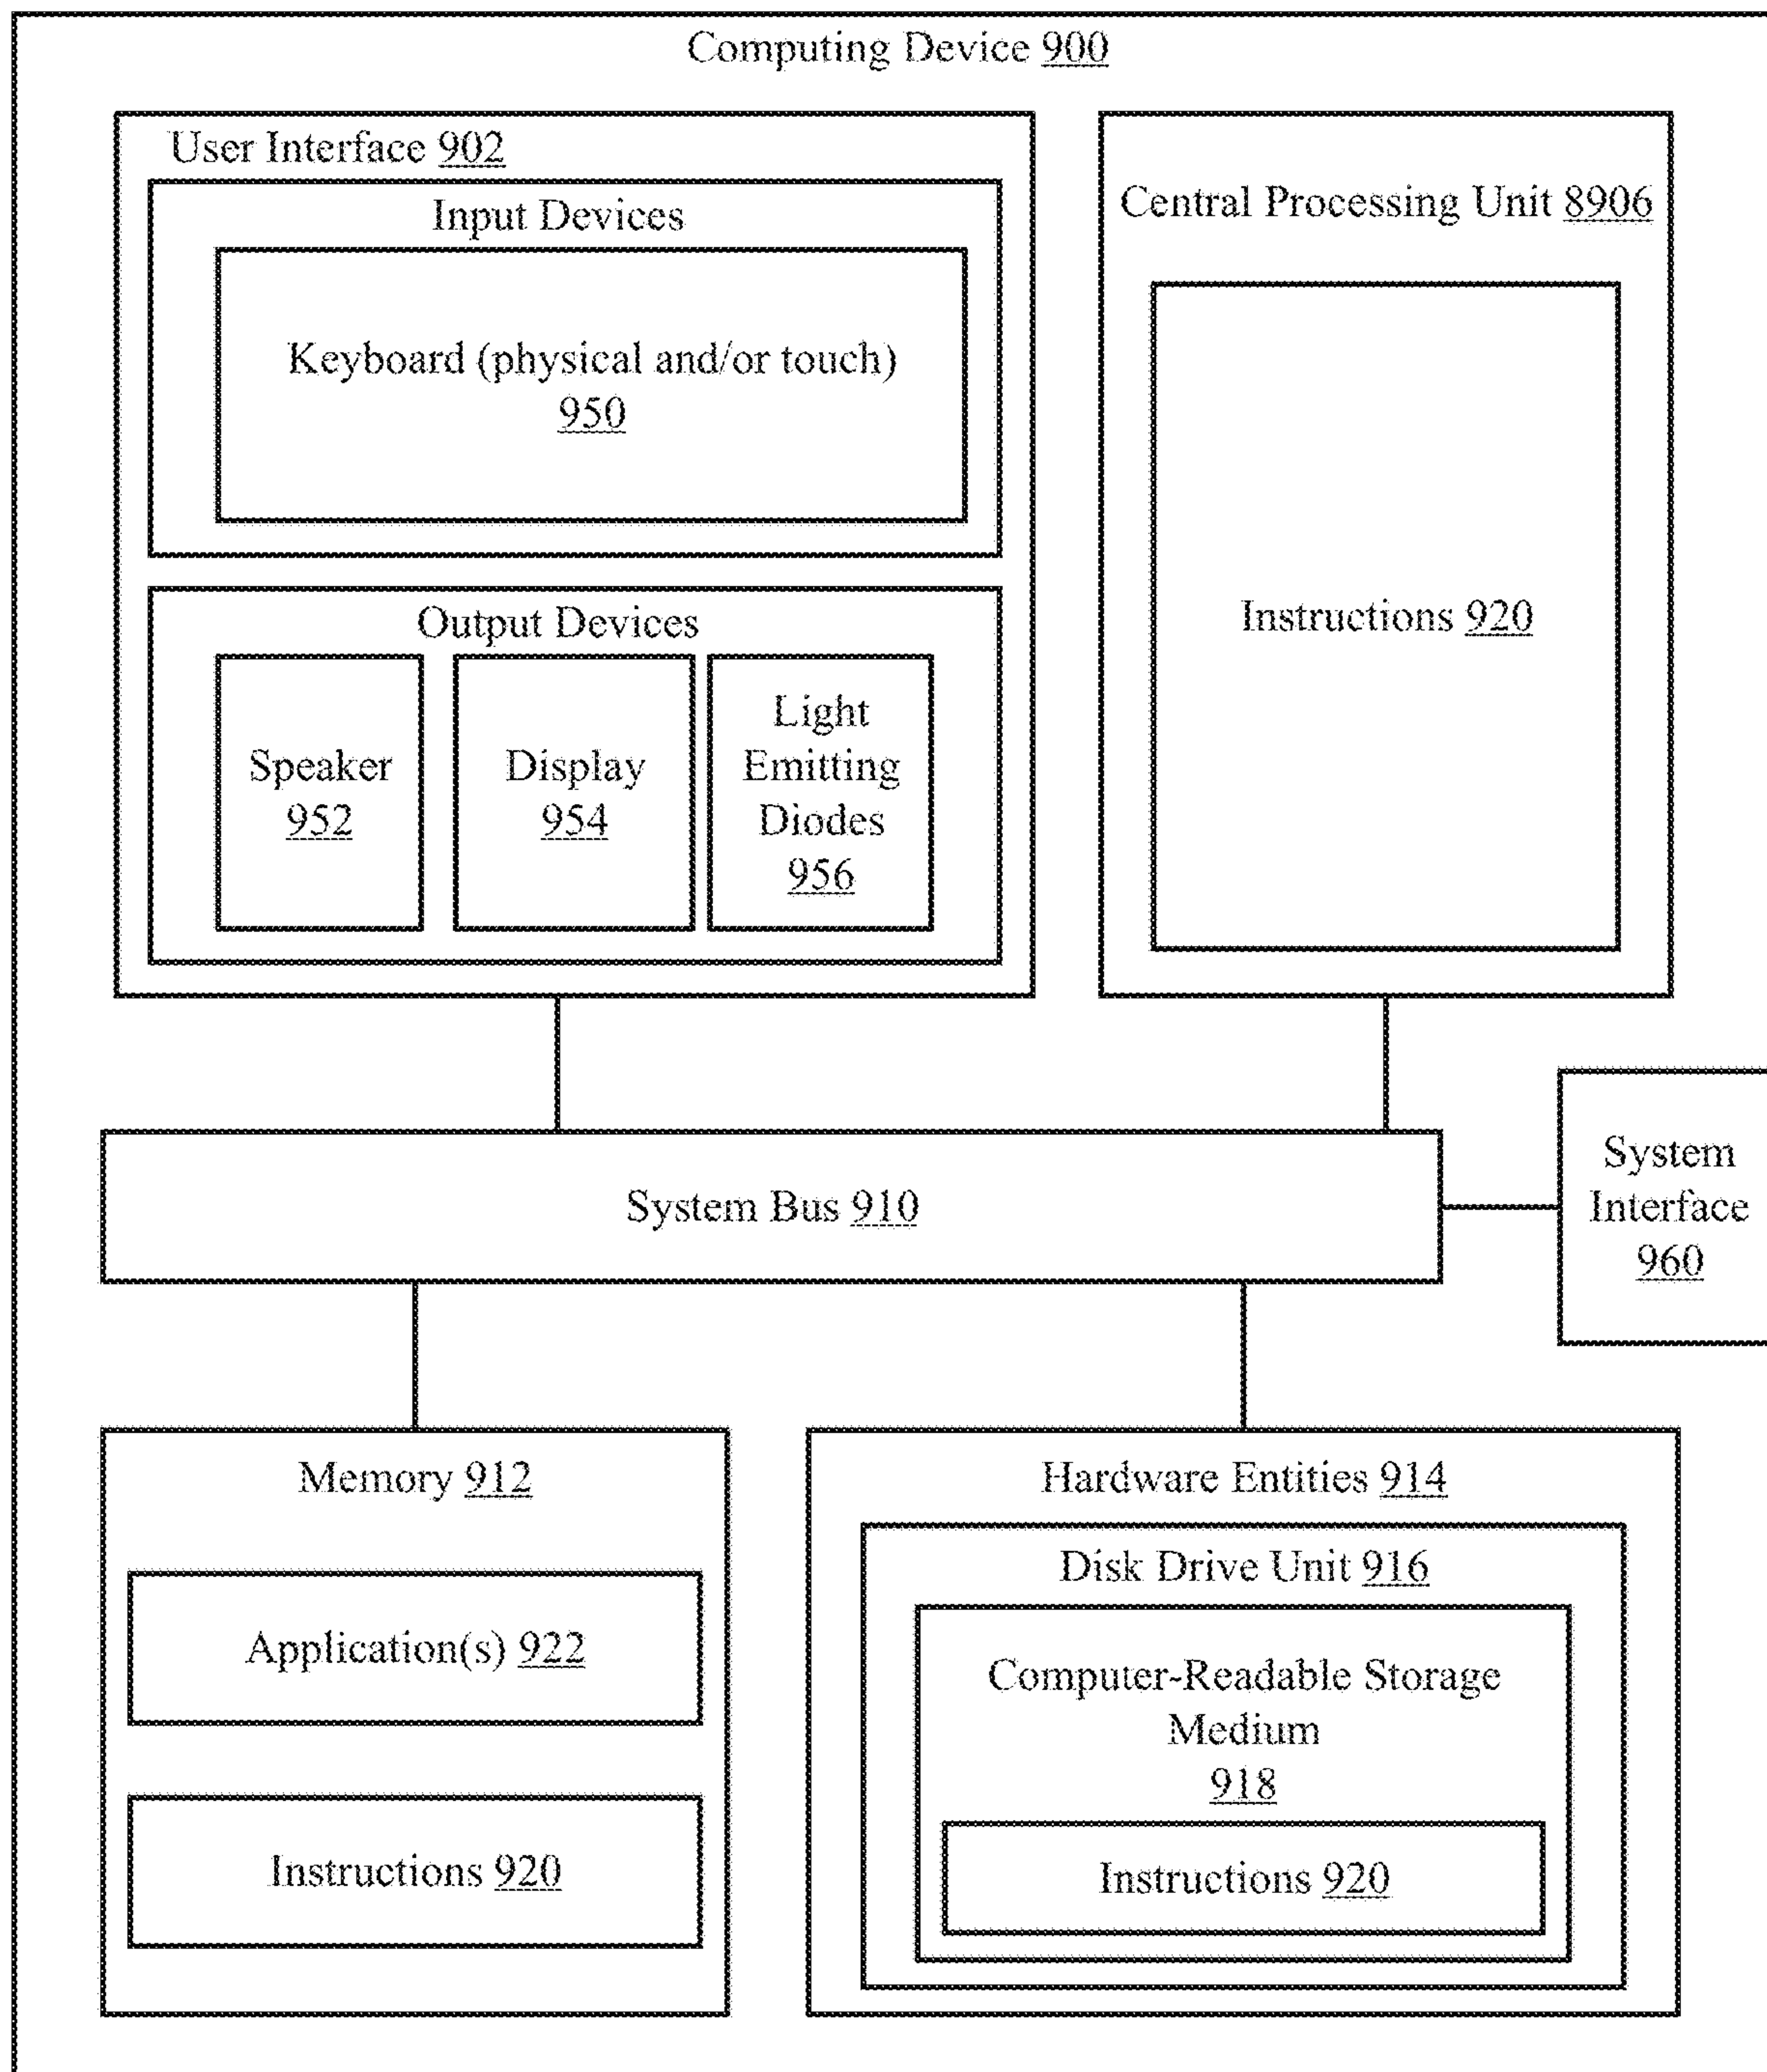 Computing Device 900
User Interface 902
Input Devices
Keyboard (physical and/or touch)
950
Output Devices
Speaker
952
Display
954
Light
Emitting
Diodes
956
Central Processing Unit 8906
Instructions 920
System Bus 910
System
Interface
960
Memory 912
Application(s) 922
Instructions 920
Hardware Entities 914
Disk Drive Unit 916
Computer-Readable Storage
Medium
918
Instructions 920